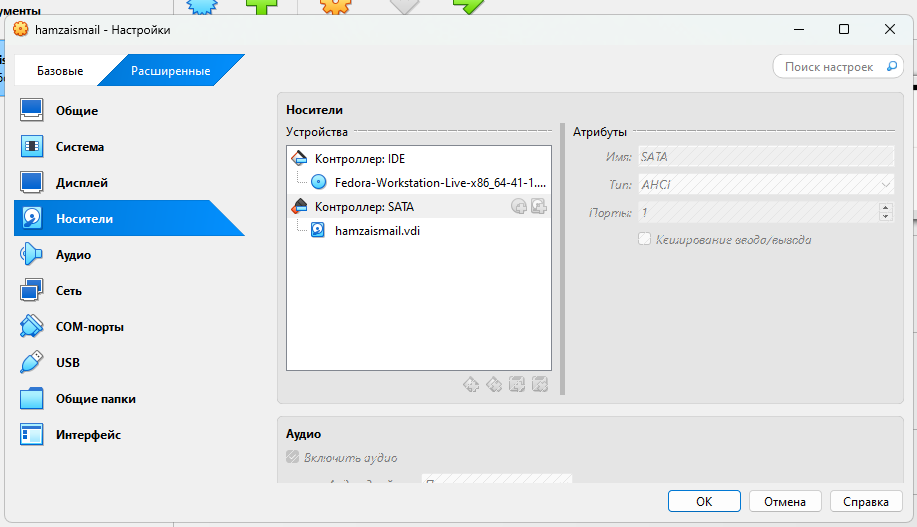 ументы
hamzaismail - Настройки
Базовые
Расширенные
Поиск настроек
Общие
Система
Дисплей
Носители
Аудио
Сеть
COM-порты
USB
Общие папки
Интерфейс
Носители
Устройства
Контроллер: IDE
Fedora-Workstation-Live-x86_64-41-1....
Контроллер: SATA
hamzaismail.vdi
Атрибуты
Имя: SATA
Тип: AHCI
Порты: 1
Кеширование ввода/вывода
Аудио
Включить аудио
OK
Отмена
Справка